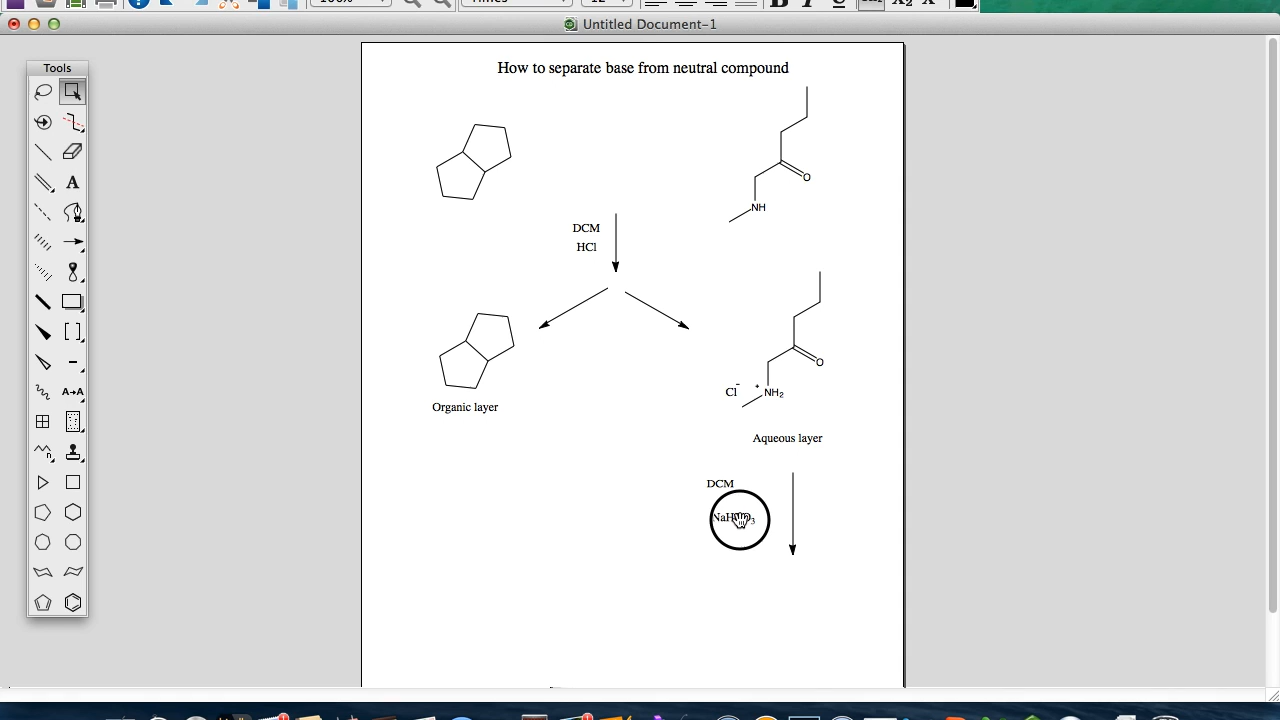 Untitled Document-1
Tools
How to separate base from neutral compound
O
NH
DCM
HCl
O
Cl⁻
⁺NH₂
Organic layer
Aqueous layer
DCM
A
A→A
n